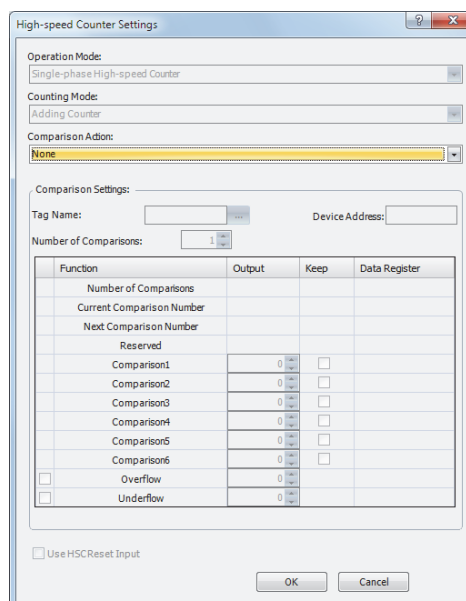 High-speed Counter Settings
?
X
Operation Mode:
Single-phase High-speed Counter
Counting Mode:
Adding Counter
Comparison Action:
None
Comparison Settings:
Tag Name: ... Device Address:
Number of Comparisons: 1
Function Output Keep Data Register
Number of Comparisons
Current Comparison Number
Next Comparison Number
Reserved
Comparison1 0
Comparison2 0
Comparison3 0
Comparison4 0
Comparison5 0
Comparison6 0
Overflow 0
Underflow 0
Use HSC Reset Input
OK Cancel